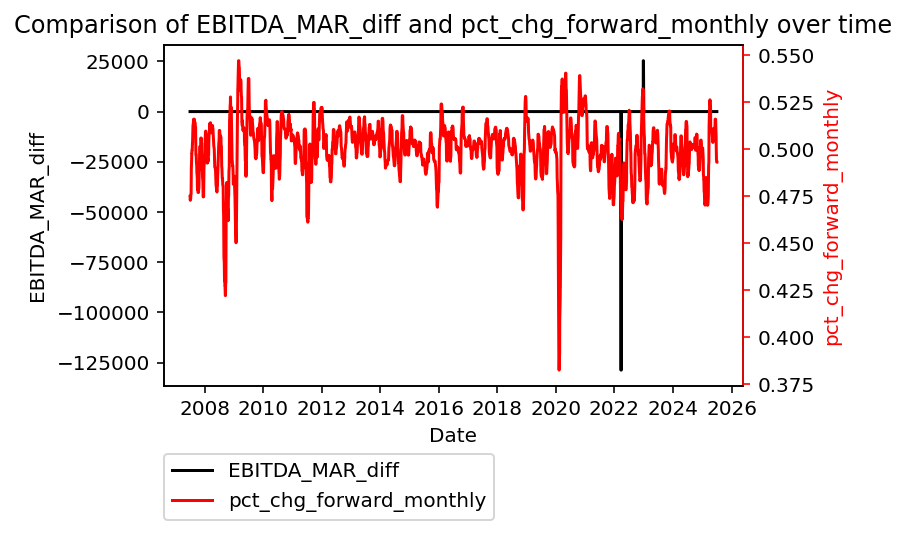 Comparison of EBITDA_MAR_diff and pct_chg_forward_monthly over time
25000
0
−25000
−50000
−75000
−100000
−125000
EBITDA_MAR_diff
0.550
0.525
0.500
0.475
0.450
0.425
0.400
0.375
pct_chg_forward_monthly
2008 2010 2012 2014 2016 2018 2020 2022 2024 2026
Date
EBITDA_MAR_diff
pct_chg_forward_monthly